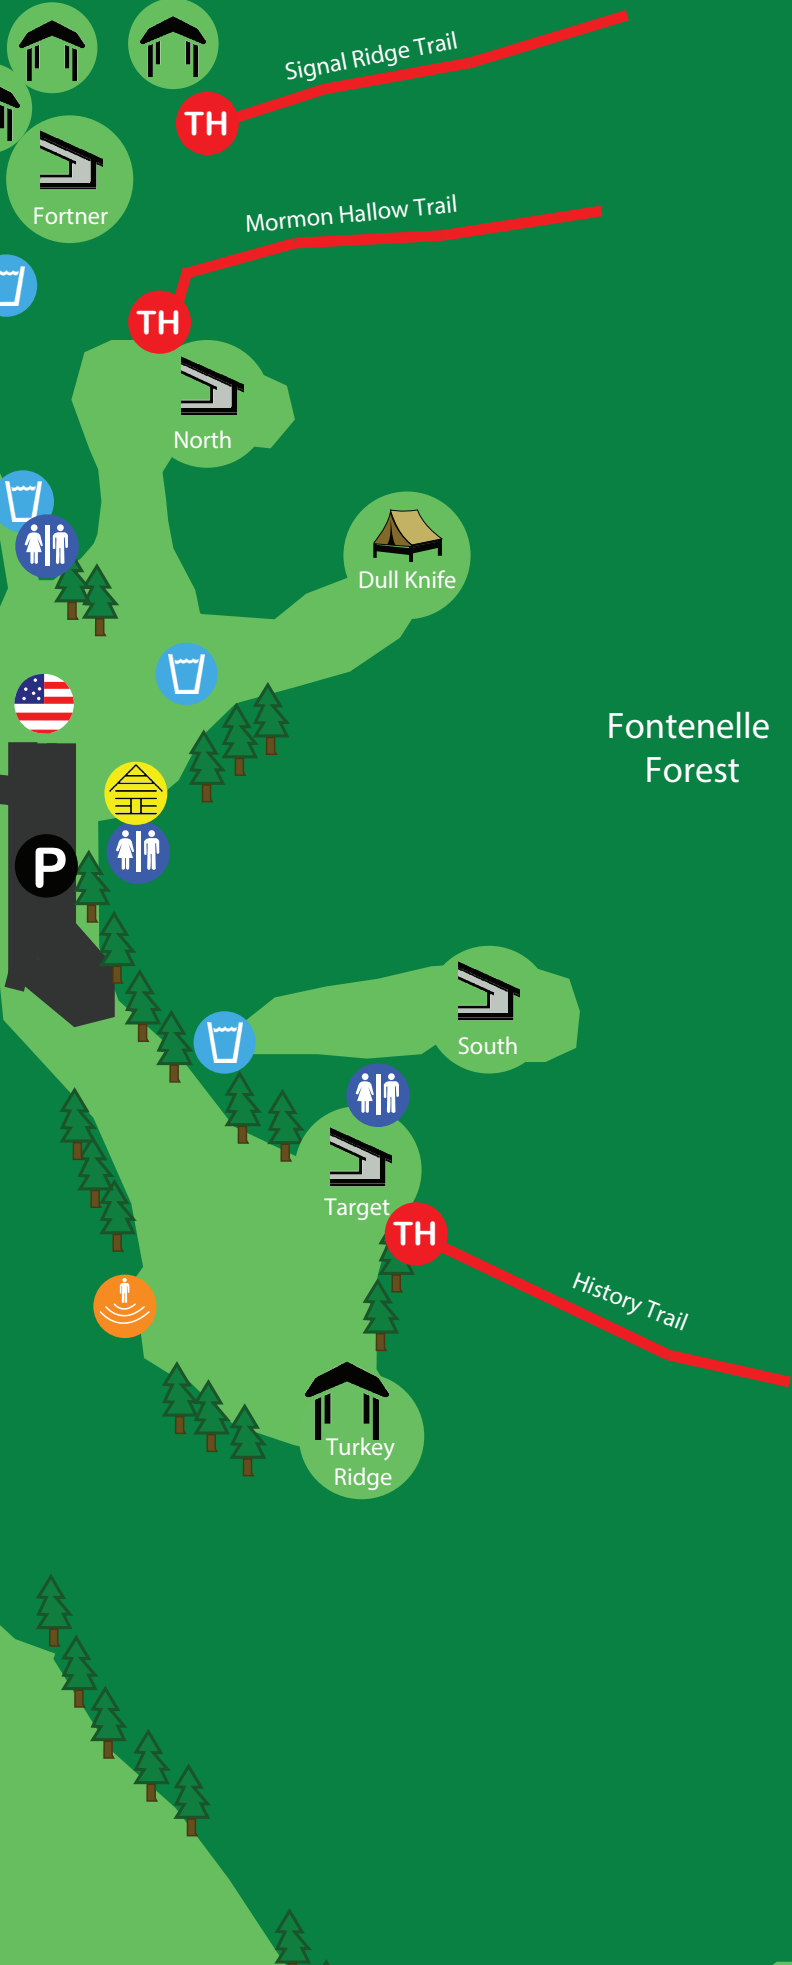 Signal Ridge Trail
TH
Fortner
Mormon Hallow Trail
TH
North
Dull Knife
Fontenelle
Forest
P
South
Target
TH
History Trail
Turkey
Ridge